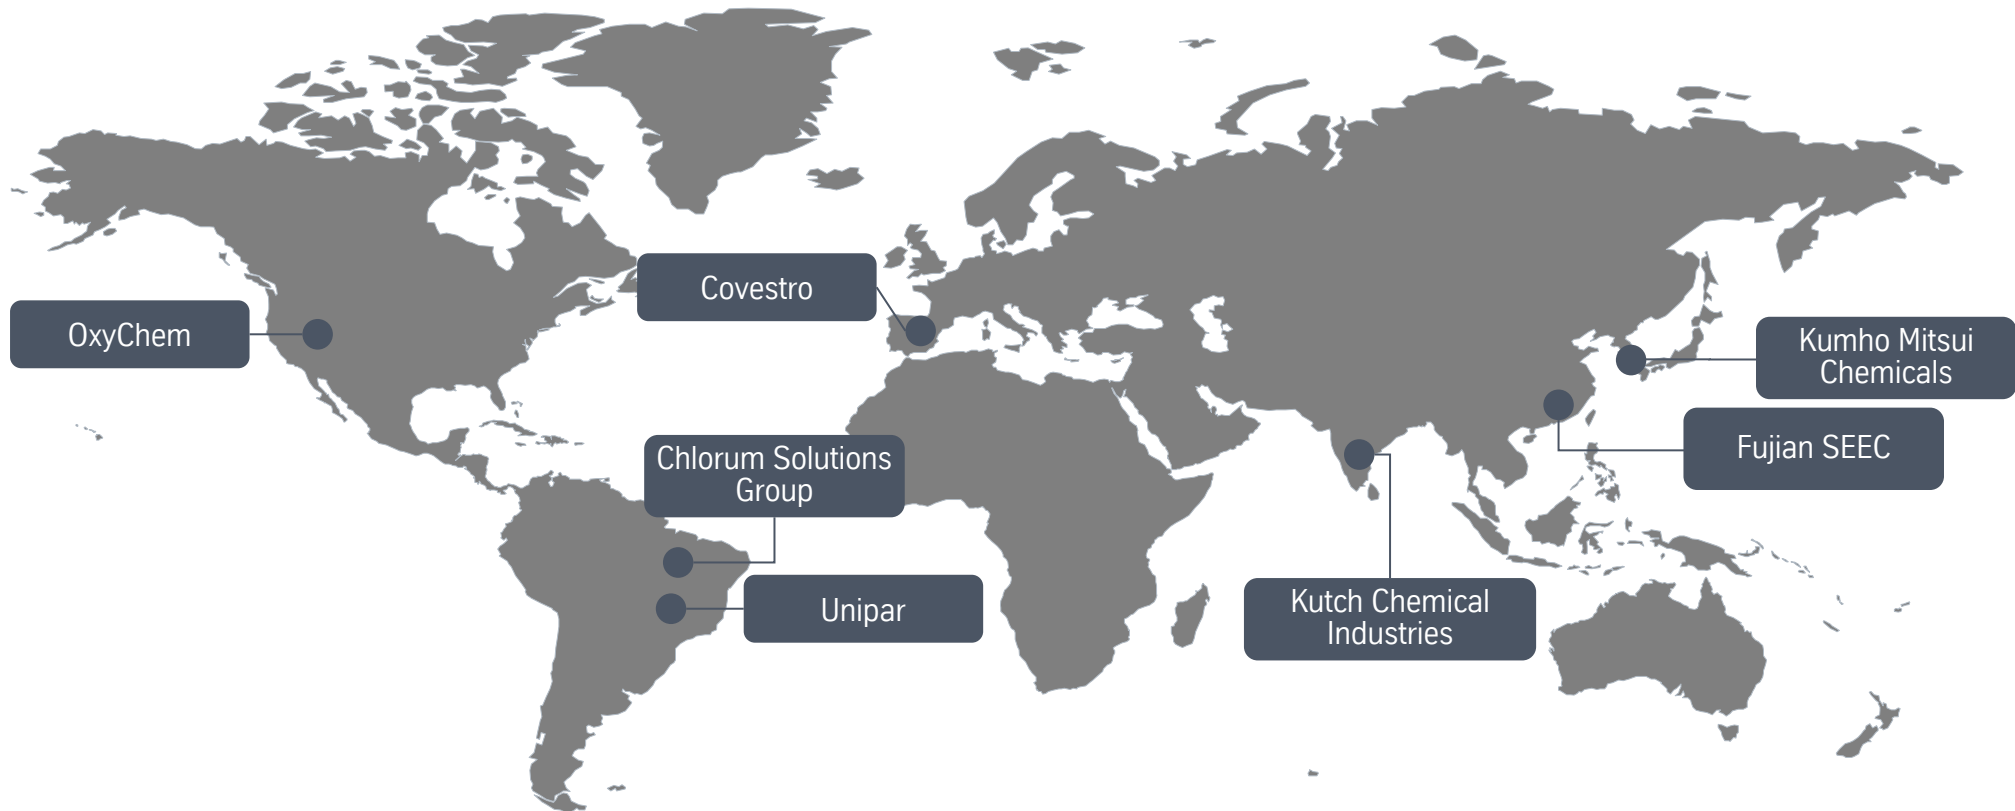 Covestro
OxyChem
Kumho Mitsui
Chemicals
Fujian SEEC
Chlorum Solutions
Group
Unipar
Kutch Chemical
Industries